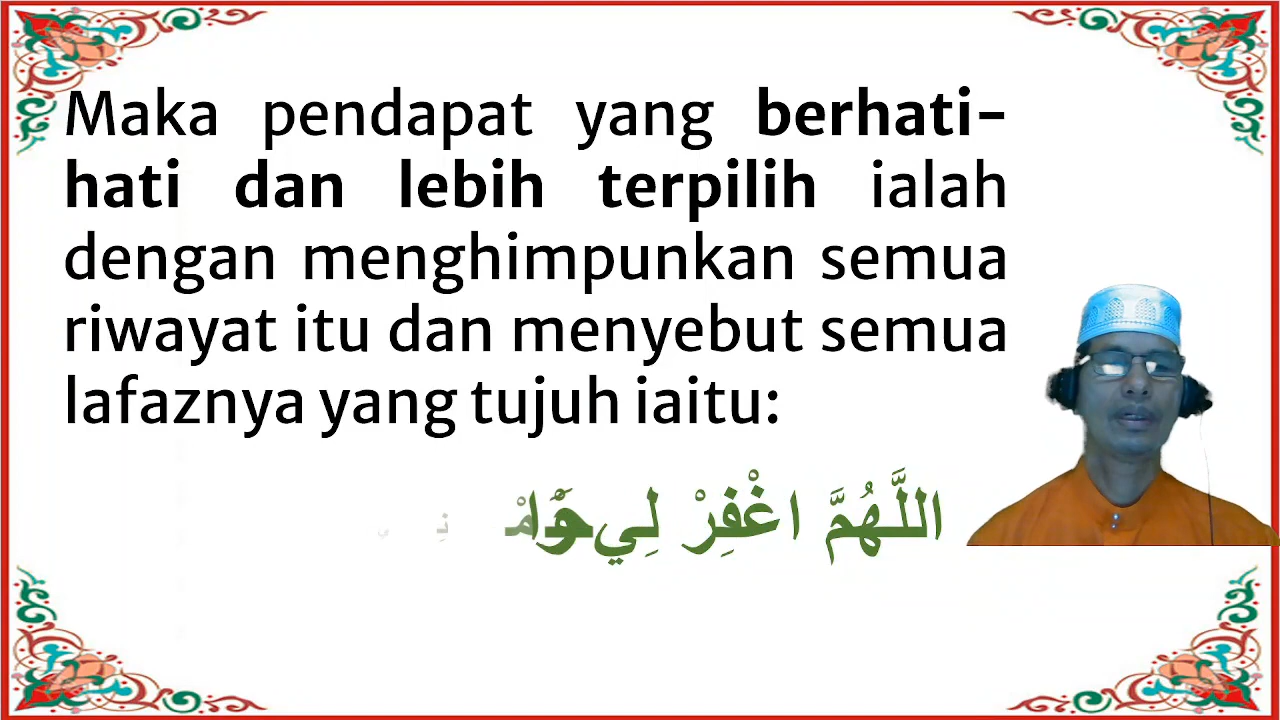 Maka pendapat yang berhati-
hati dan lebih terpilih ialah
dengan menghimpunkan semua
riwayat itu dan menyebut semua
lafaznya yang tujuh iaitu:
اللَّهُمَّ اغْفِرْ لِي